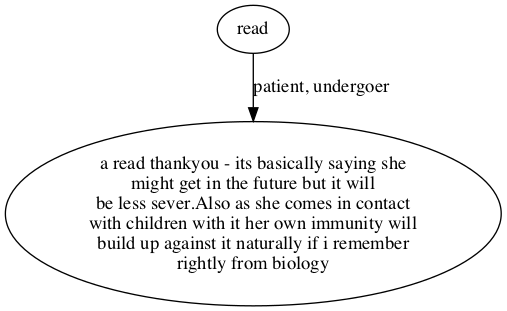 read
patient, undergoer
a read thankyou - its basically saying she
might get in the future but it will
be less sever.Also as she comes in contact
with children with it her own immunity will
build up against it naturally if i remember
rightly from biology